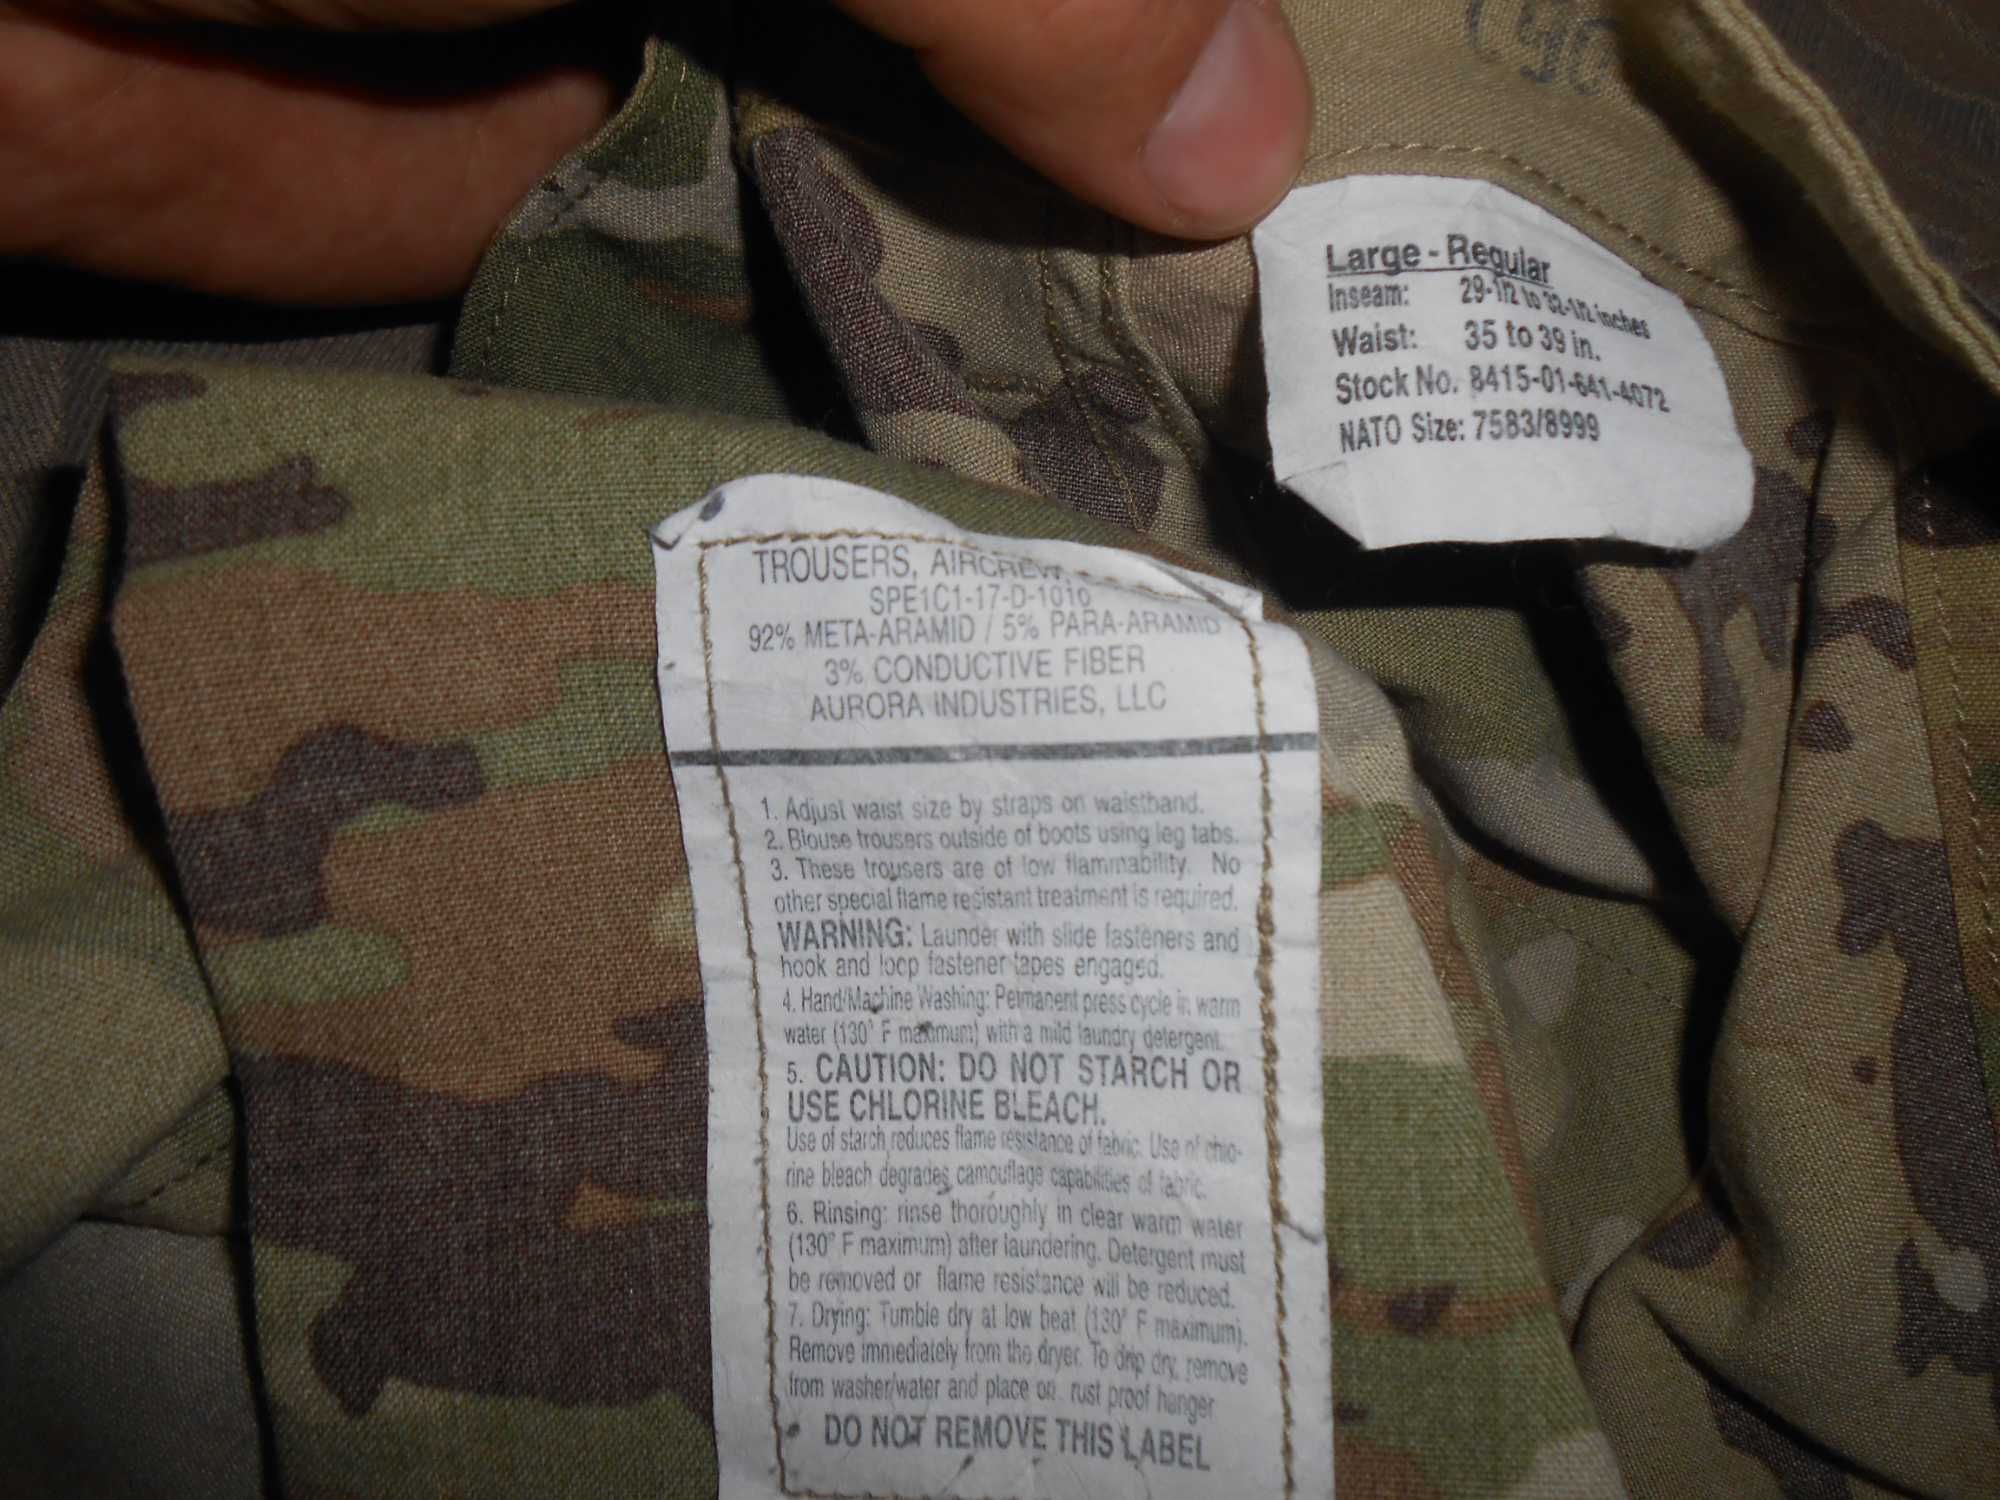 Large - Regular
Inseam: 29-1/2 to 32-1/2 inches
Waist: 35 to 39 in.
Stock No. 8415-01-641-4072
NATO Size: 7583/8999
TROUSERS, AIRCREW,
SPE1C1-17-D-1010
92% META-ARAMID / 5% PARA-ARAMID
3% CONDUCTIVE FIBER
AURORA INDUSTRIES, LLC
1. Adjust waist size by straps on waistband.
2. Blouse trousers outside of boots using leg tabs.
3. These trousers are of low flammability. No
other special flame resistant treatment is required.
WARNING: Launder with slide fasteners and
hook and loop fastener tapes engaged.
4. Hand/Machine Washing: Permanent press cycle in warm
water (130° F maximum) with a mild laundry detergent.
5. CAUTION: DO NOT STARCH OR
USE CHLORINE BLEACH.
Use of starch reduces flame resistance of fabric. Use of chlo-
rine bleach degrades camouflage capabilities of fabric.
6. Rinsing: rinse thoroughly in clear warm water
(130° F maximum) after laundering. Detergent must
be removed or flame resistance will be reduced.
7. Drying: Tumble dry at low heat (130° F maximum).
Remove immediately from the dryer. To drip dry, remove
from washer/water and place on rust proof hanger
DO NOT REMOVE THIS LABEL